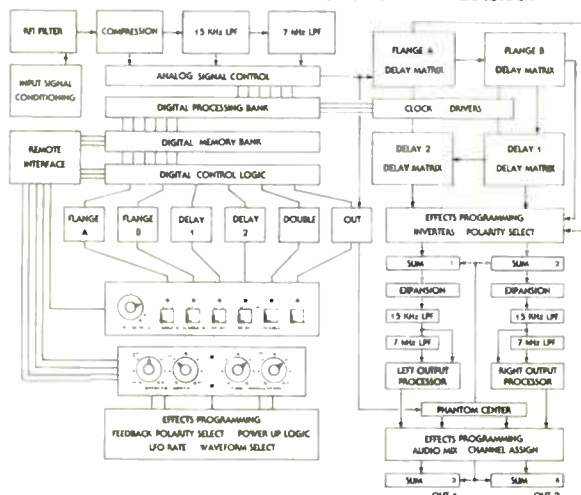 RFI FILTER
COMPRESSION
15 KHz LPF
7 kHz LPF
INPUT SIGNAL
CONDITIONING
ANALOG SIGNAL CONTROL
DIGITAL PROCESSING BANK
DIGITAL MEMORY BANK
DIGITAL CONTROL LOGIC
REMOTE
INTERFACE
FLANGE
A
FLANGE
B
DELAY
1
DELAY
2
DOUBLE
OUT
EFFECTS PROGRAMMING
FEEDBACK POLARITY SELECT POWER UP LOGIC
LFO RATE WAVEFORM SELECT
FLANGE A
DELAY MATRIX
FLANGE B
DELAY MATRIX
CLOCK DRIVERS
DELAY 2
DELAY MATRIX
DELAY 1
DELAY MATRIX
EFFECTS PROGRAMMING
INVERTERS POLARITY SELECT
SUM 1
SUM 2
EXPANSION
EXPANSION
15 KHz LPF
15 KHz LPF
7 kHz LPF
7 kHz LPF
LEFT OUTPUT
PROCESSOR
RIGHT OUTPUT
PROCESSOR
PHANTOM CENTER
EFFECTS PROGRAMMING
AUDIO MIX CHANNEL ASSIGN
SUM 3
SUM 4